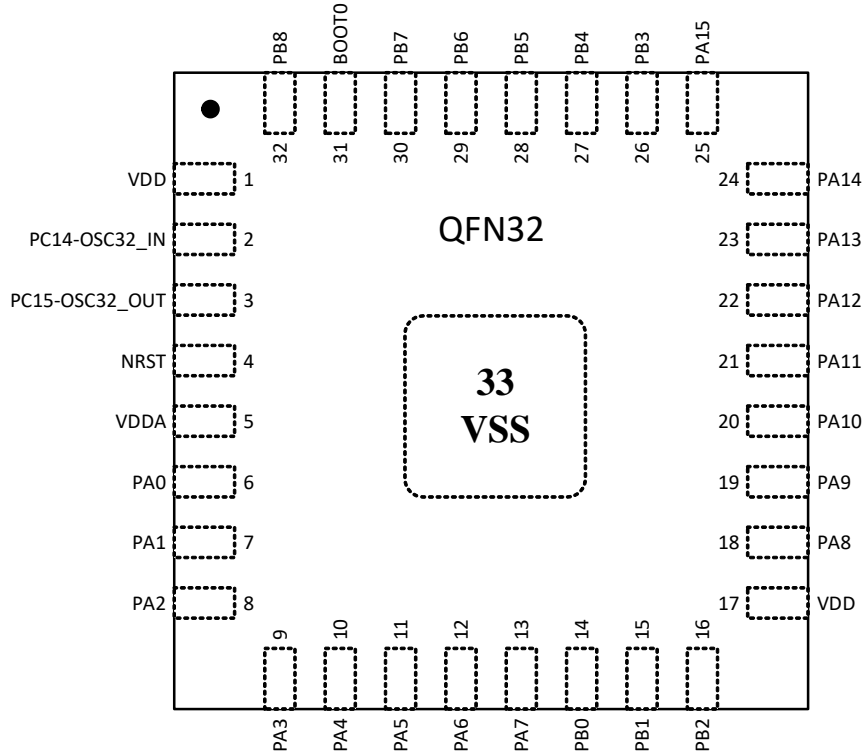 PB8 BOOT0 PB7 PB6 PB5 PB4 PB3 PA15
32 31 30 29 28 27 26 25
VDD 1 24 PA14
QFN32
PC14-OSC32_IN 2 23 PA13
PC15-OSC32_OUT 3 22 PA12
NRST 4 21 PA11
33
VSS
VDDA 5 20 PA10
PA0 6 19 PA9
PA1 7 18 PA8
PA2 8 17 VDD
9 10 11 12 13 14 15 16
PA3 PA4 PA5 PA6 PA7 PB0 PB1 PB2